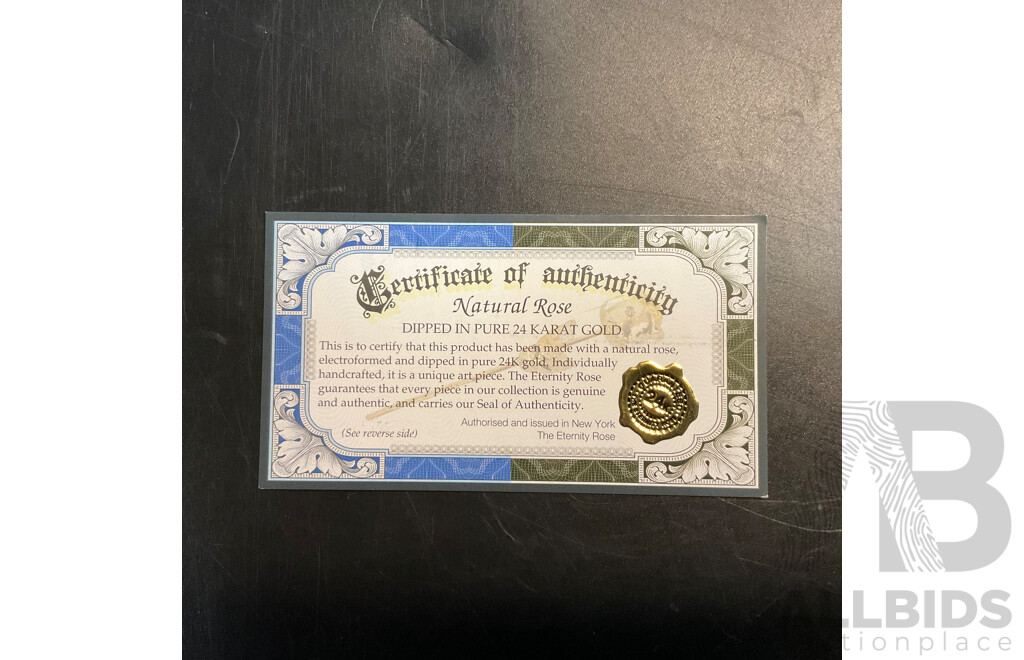 Certificate of authenticity
Natural Rose
DIPPED IN PURE 24 KARAT GOLD
This is to certify that this product has been made with a natural rose,
electroformed and dipped in pure 24K gold. Individually
handcrafted, it is a unique art piece. The Eternity Rose
guarantees that every piece in our collection is genuine
and authentic, and carries our Seal of Authenticity.
Authorised and issued in New York
(See reverse side)
The Eternity Rose
24K
B
LLBIDS
tionplace